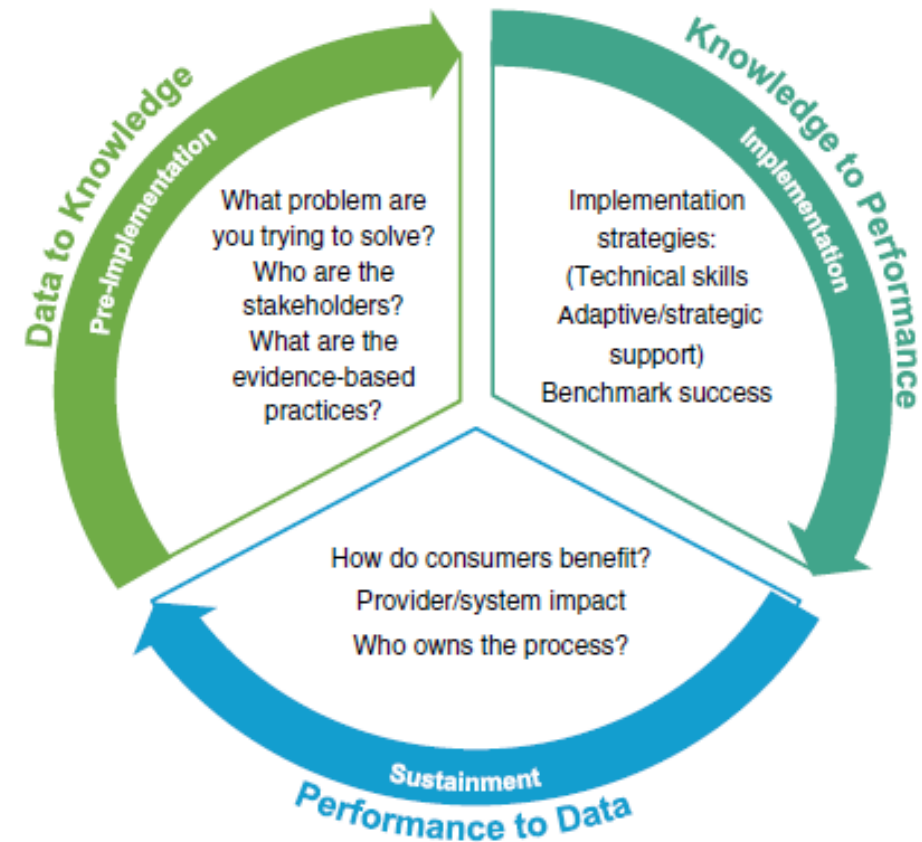 Data to Knowledge
Pre-Implementation
What problem are
you trying to solve?
Who are the
stakeholders?
What are the
evidence-based
practices?
Knowledge to Performance
Implementation
Implementation
strategies:
(Technical skills
Adaptive/strategic
support)
Benchmark success
How do consumers benefit?
Provider/system impact
Who owns the process?
Sustainment
Performance to Data